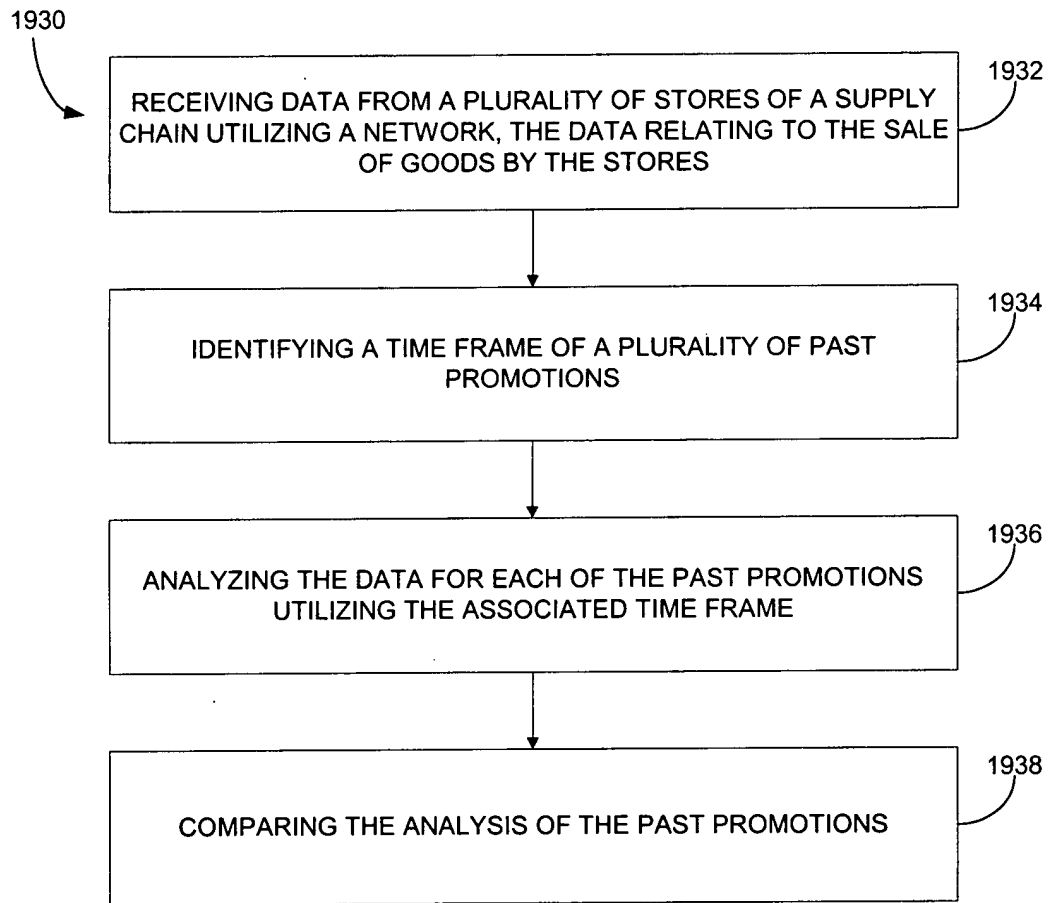 1930
1932
RECEIVING DATA FROM A PLURALITY OF STORES OF A SUPPLY
CHAIN UTILIZING A NETWORK, THE DATA RELATING TO THE SALE
OF GOODS BY THE STORES
1934
IDENTIFYING A TIME FRAME OF A PLURALITY OF PAST
PROMOTIONS
1936
ANALYZING THE DATA FOR EACH OF THE PAST PROMOTIONS
UTILIZING THE ASSOCIATED TIME FRAME
1938
COMPARING THE ANALYSIS OF THE PAST PROMOTIONS